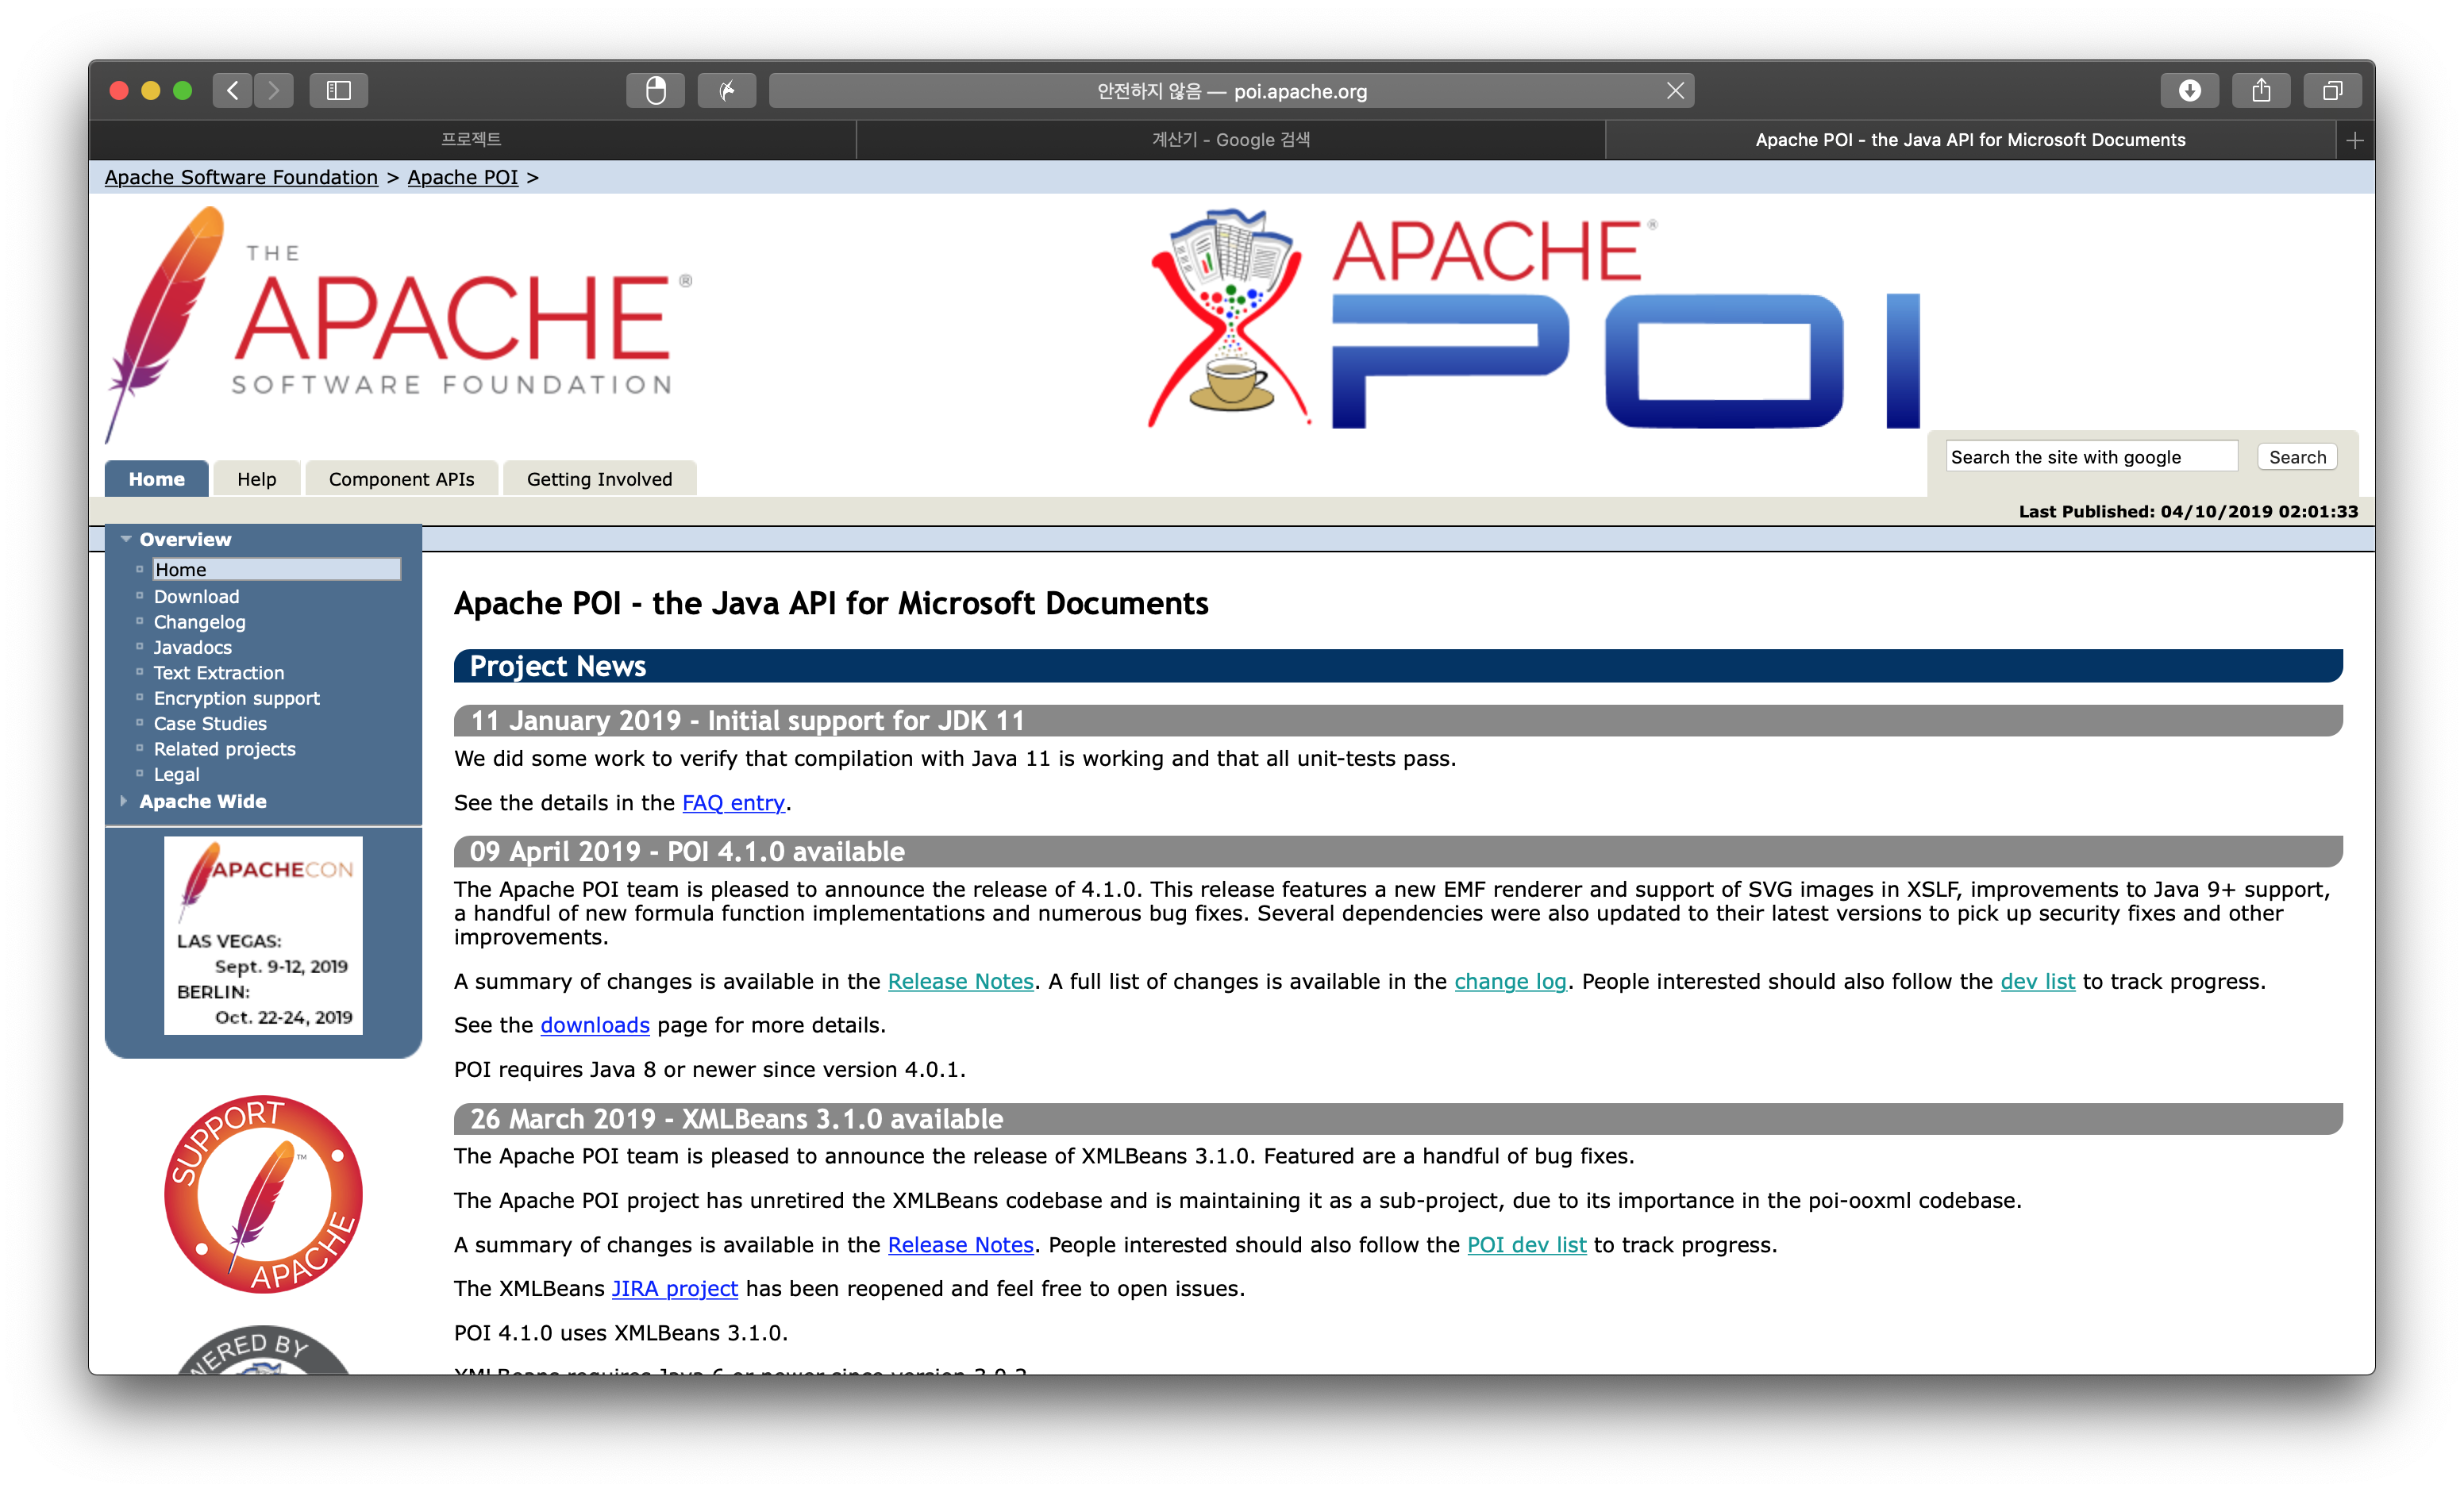 안전하지 않음 — poi.apache.org
프로젝트
계산기 - Google 검색
Apache POI - the Java API for Microsoft Documents
Apache Software Foundation > Apache POI >
THE
APACHE®
SOFTWARE FOUNDATION
APACHE®
POI
Search the site with google
Search
Home
Help
Component APIs
Getting Involved
Last Published: 04/10/2019 02:01:33
Overview
Home
Download
Changelog
Javadocs
Text Extraction
Encryption support
Case Studies
Related projects
Legal
Apache Wide
APACHECON
LAS VEGAS:
Sept. 9-12, 2019
BERLIN:
Oct. 22-24, 2019
SUPPORT
APACHE
TM
Apache POI - the Java API for Microsoft Documents
Project News
11 January 2019 - Initial support for JDK 11
We did some work to verify that compilation with Java 11 is working and that all unit-tests pass.
See the details in the FAQ entry.
09 April 2019 - POI 4.1.0 available
The Apache POI team is pleased to announce the release of 4.1.0. This release features a new EMF renderer and support of SVG images in XSLF, improvements to Java 9+ support,
a handful of new formula function implementations and numerous bug fixes. Several dependencies were also updated to their latest versions to pick up security fixes and other
improvements.
A summary of changes is available in the Release Notes. A full list of changes is available in the change log. People interested should also follow the dev list to track progress.
See the downloads page for more details.
POI requires Java 8 or newer since version 4.0.1.
26 March 2019 - XMLBeans 3.1.0 available
The Apache POI team is pleased to announce the release of XMLBeans 3.1.0. Featured are a handful of bug fixes.
The Apache POI project has unretired the XMLBeans codebase and is maintaining it as a sub-project, due to its importance in the poi-ooxml codebase.
A summary of changes is available in the Release Notes. People interested should also follow the POI dev list to track progress.
The XMLBeans JIRA project has been reopened and feel free to open issues.
POI 4.1.0 uses XMLBeans 3.1.0.
XMLBeans requires Java 6 or newer since version
BY